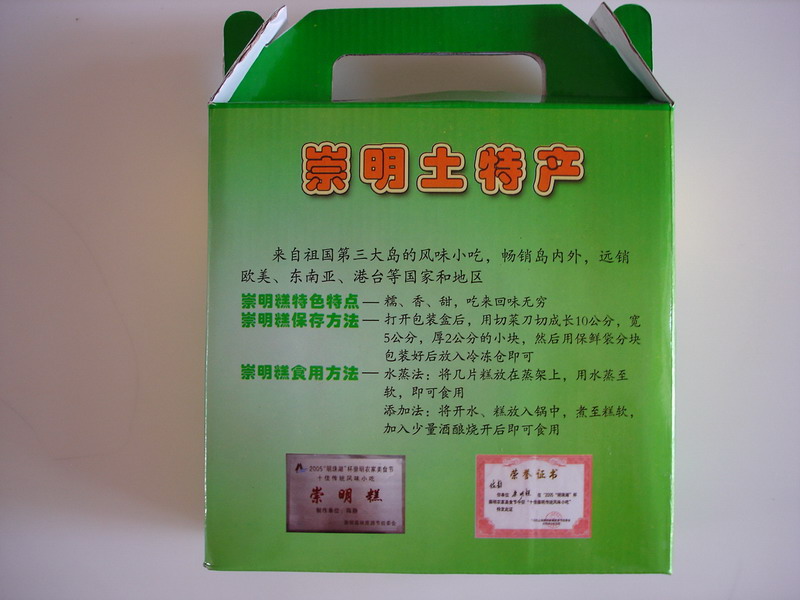 崇明土特产
来自祖国第三大岛的风味小吃，畅销岛内外，远销
欧美、东南亚、港台等国家和地区
崇明糕特色特点— 糯、香、甜，吃来回味无穷
崇明糕保存方法— 打开包装盒后，用切菜刀切成长10公分，宽
5公分，厚2公分的小块，然后用保鲜袋分块
包装好后放入冷冻仓即可
崇明糕食用方法— 水蒸法：将几片糕放在蒸架上，用水蒸至
软，即可食用
添加法：将开水、糕放入锅中，煮至糕软，
加入少量酒酿烧开后即可食用
十佳传统风味小吃
崇明糕
荣誉证书